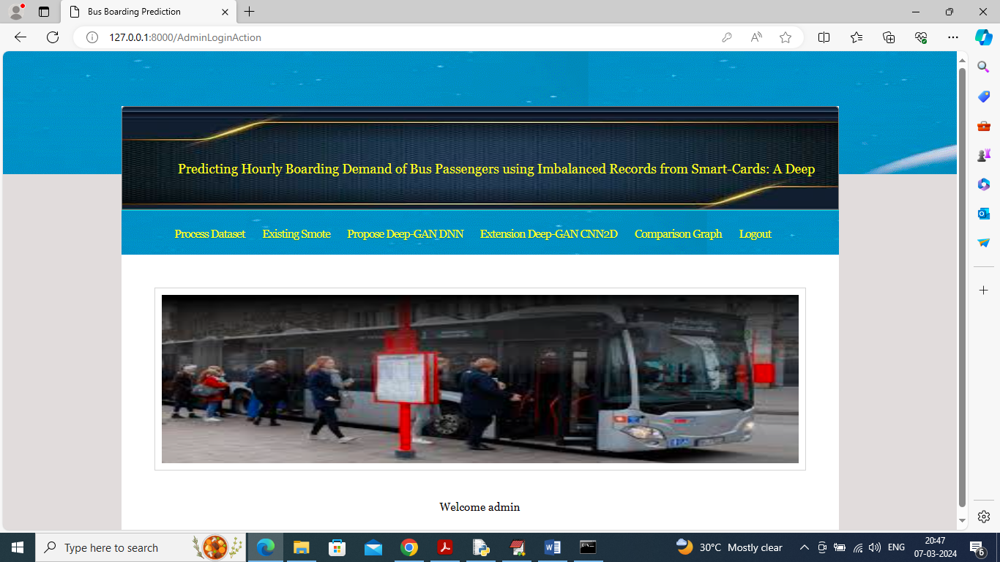 Bus Boarding Prediction
127.0.0.1:8000/AdminLoginAction
Predicting Hourly Boarding Demand of Bus Passengers using Imbalanced Records from Smart-Cards: A Deep
Process Dataset Existing Smote Propose Deep-GAN DNN Extension Deep-GAN CNN2D Comparison Graph Logout
Welcome admin
Type here to search
30°C Mostly clear
ENG
20:47
07-03-2024
6